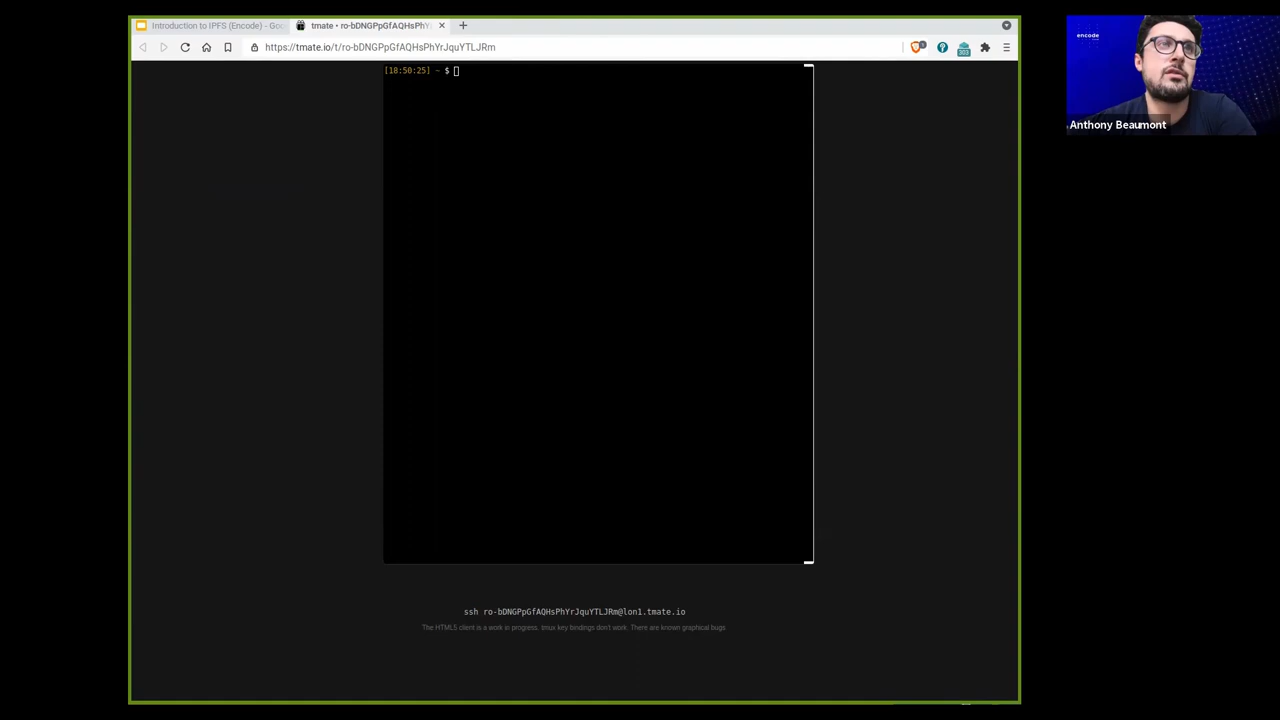 Introduction to IPFS (Encode) - Goo
tmate • ro-bDNGPpGfAQHsPhYr
https://tmate.io/t/ro-bDNGPpGfAQHsPhYrJquYTLJRm
303
[18:50:25] ~ $
ssh ro-bDNGPpGfAQHsPhYrJquYTLJRm@lon1.tmate.io
The HTML5 client is a work in progress. tmux key bindings don't work. There are known graphical bugs
encode
Anthony Beaumont